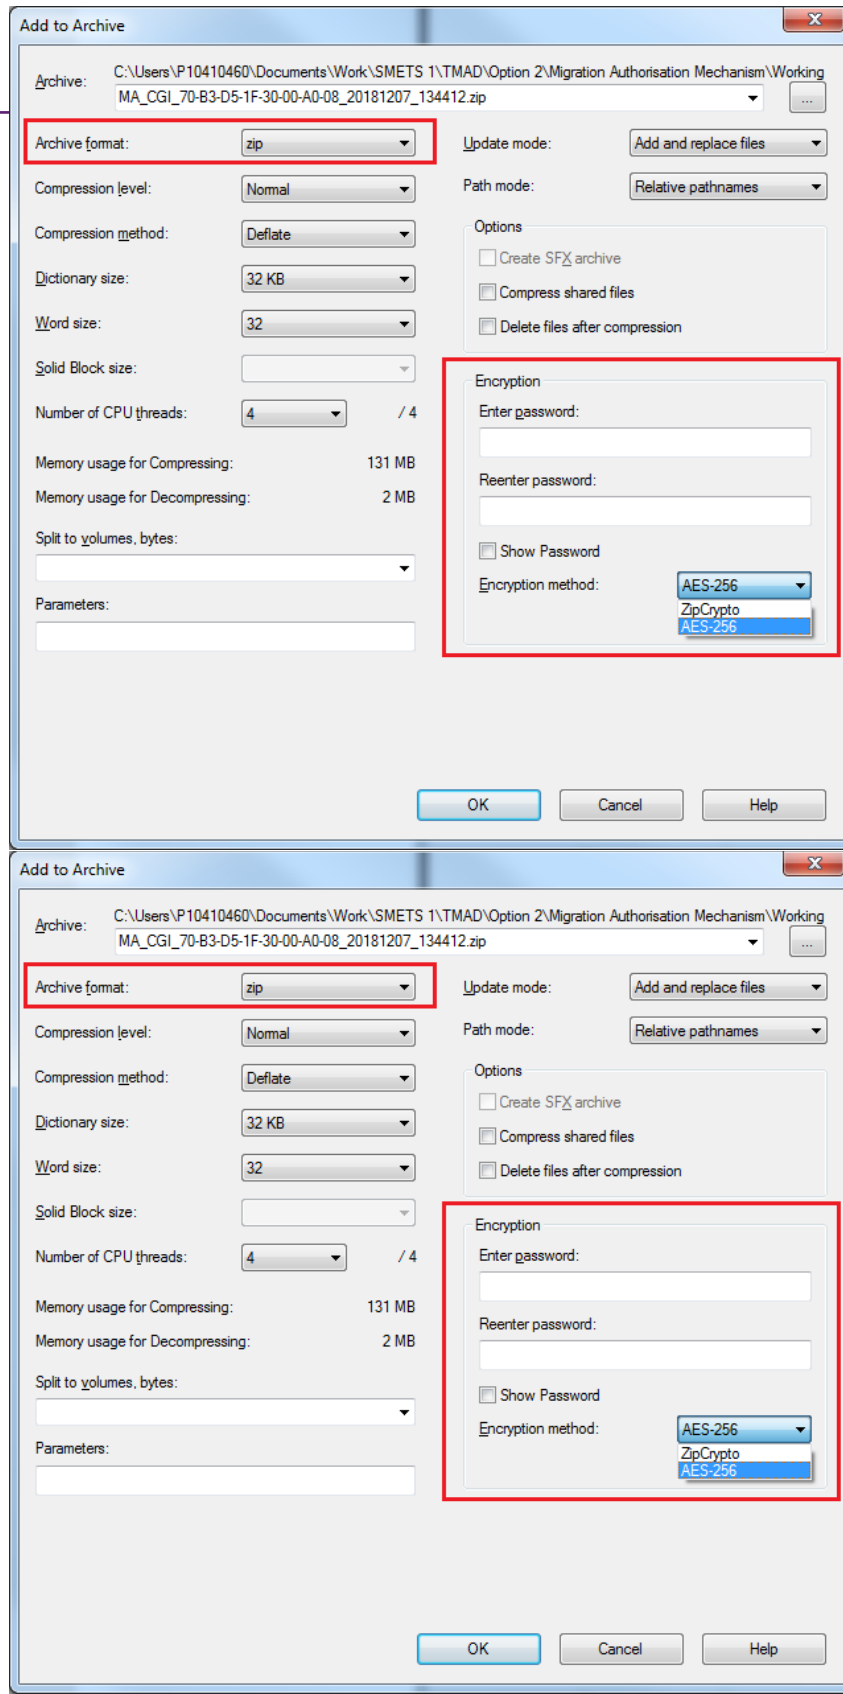 Add to Archive
Archive: C:\Users\P10410460\Documents\Work\SMETS 1\TMAD\Option 2\Migration Authorisation Mechanism\Working
MA_CGI_70-B3-D5-1F-30-00-A0-08_20181207_134412.zip ...
Archive format: zip
Update mode: Add and replace files
Compression level: Normal
Path mode: Relative pathnames
Compression method: Deflate
Options
Create SFX archive
Dictionary size: 32 KB
Compress shared files
Word size: 32
Delete files after compression
Solid Block size:
Encryption
Number of CPU threads: 4 / 4
Enter password:
Memory usage for Compressing: 131 MB
Reenter password:
Memory usage for Decompressing: 2 MB
Split to volumes, bytes:
Show Password
Encryption method: AES-256
ZipCrypto
AES-256
Parameters:
OK Cancel Help
Add to Archive
Archive: C:\Users\P10410460\Documents\Work\SMETS 1\TMAD\Option 2\Migration Authorisation Mechanism\Working
MA_CGI_70-B3-D5-1F-30-00-A0-08_20181207_134412.zip ...
Archive format: zip
Update mode: Add and replace files
Compression level: Normal
Path mode: Relative pathnames
Compression method: Deflate
Options
Create SFX archive
Dictionary size: 32 KB
Compress shared files
Word size: 32
Delete files after compression
Solid Block size:
Encryption
Number of CPU threads: 4 / 4
Enter password:
Memory usage for Compressing: 131 MB
Reenter password:
Memory usage for Decompressing: 2 MB
Split to volumes, bytes:
Show Password
Encryption method: AES-256
ZipCrypto
AES-256
Parameters:
OK Cancel Help